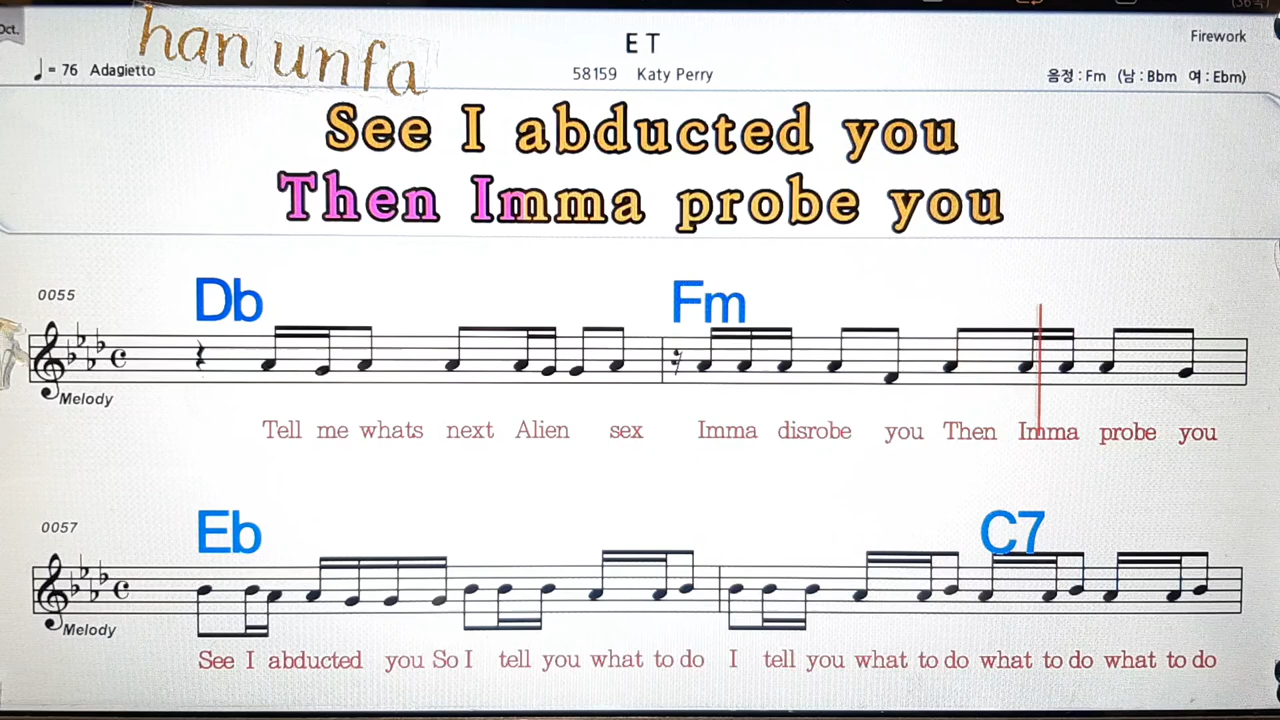 Oct.
han unfa
E T
Firework
♩ = 76 Adagietto
58159 Katy Perry
음정 : Fm (남 : Bbm 여 : Ebm)
See I abducted you
Then Imma probe you
0055
Db Fm
Melody
Tell me whats next Alien sex Imma disrobe you Then Imma probe you
0057
Eb C7
Melody
See I abducted you So I tell you what to do I tell you what to do what to do what to do